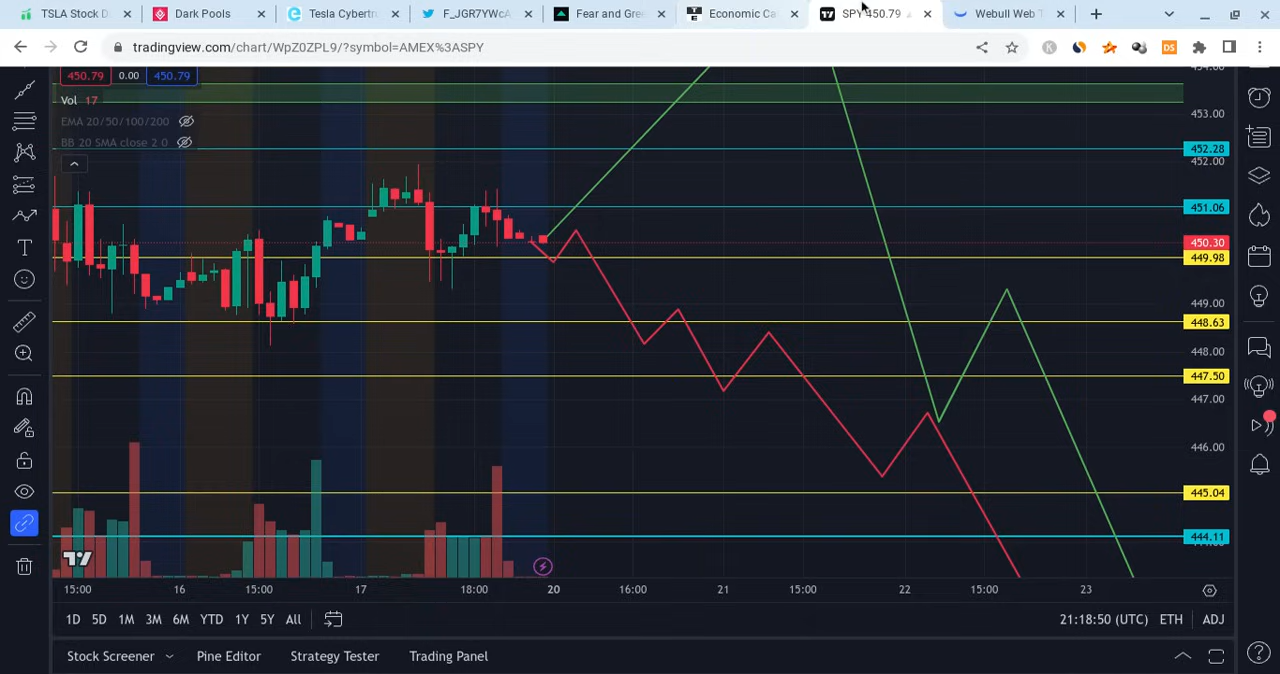 TSLA Stock D
Dark Pools
Tesla Cybertr
F_JGR7YWcA
Fear and Gre
Economic Ca
SPY 450.79
Webull Web T
tradingview.com/chart/WpZ0ZPL9/?symbol=AMEX%3ASPY
450.79 0.00 450.79
Vol 17
EMA 20/50/100/200
BB 20 SMA close 2 0
453.00
452.28
452.00
451.06
450.30
449.98
449.00
448.63
448.00
447.50
447.00
446.00
445.04
444.11
15:00 16 15:00 17 18:00 20 16:00 21 15:00 22 15:00 23
1D 5D 1M 3M 6M YTD 1Y 5Y All 21:18:50 (UTC) ETH ADJ
Stock Screener Pine Editor Strategy Tester Trading Panel